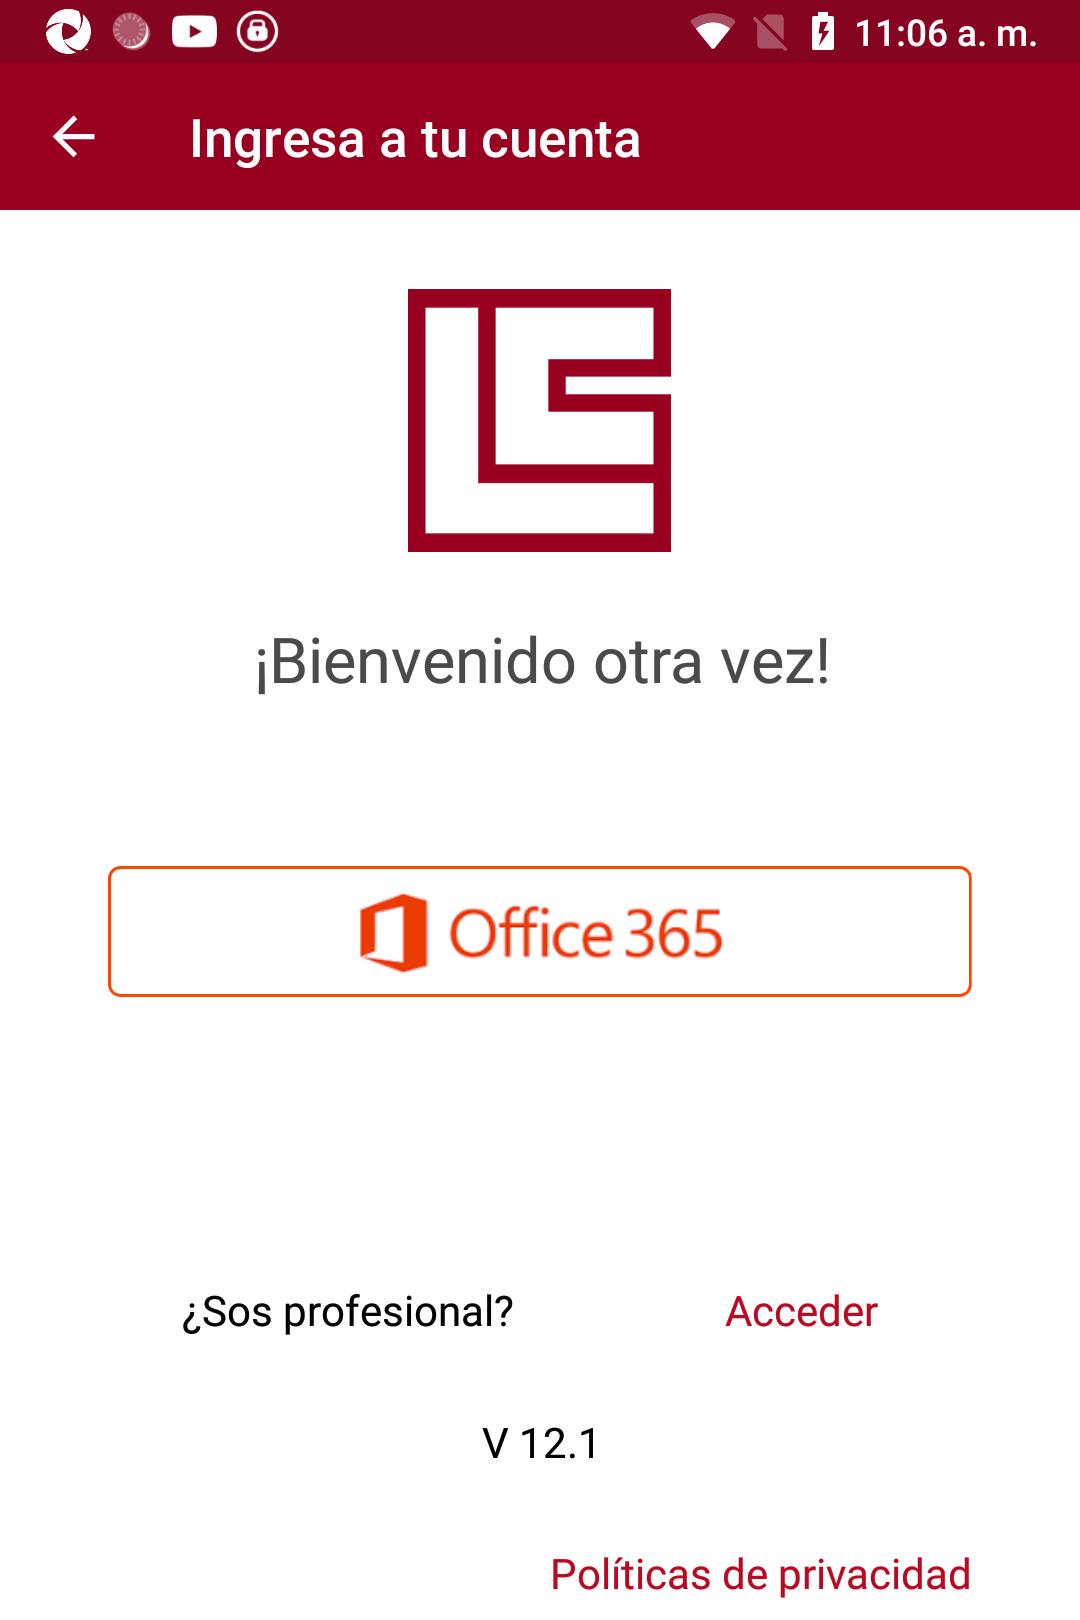 11:06 a. m.
Ingresa a tu cuenta
¡Bienvenido otra vez!
Office 365
¿Sos profesional? Acceder
V 12.1
Políticas de privacidad